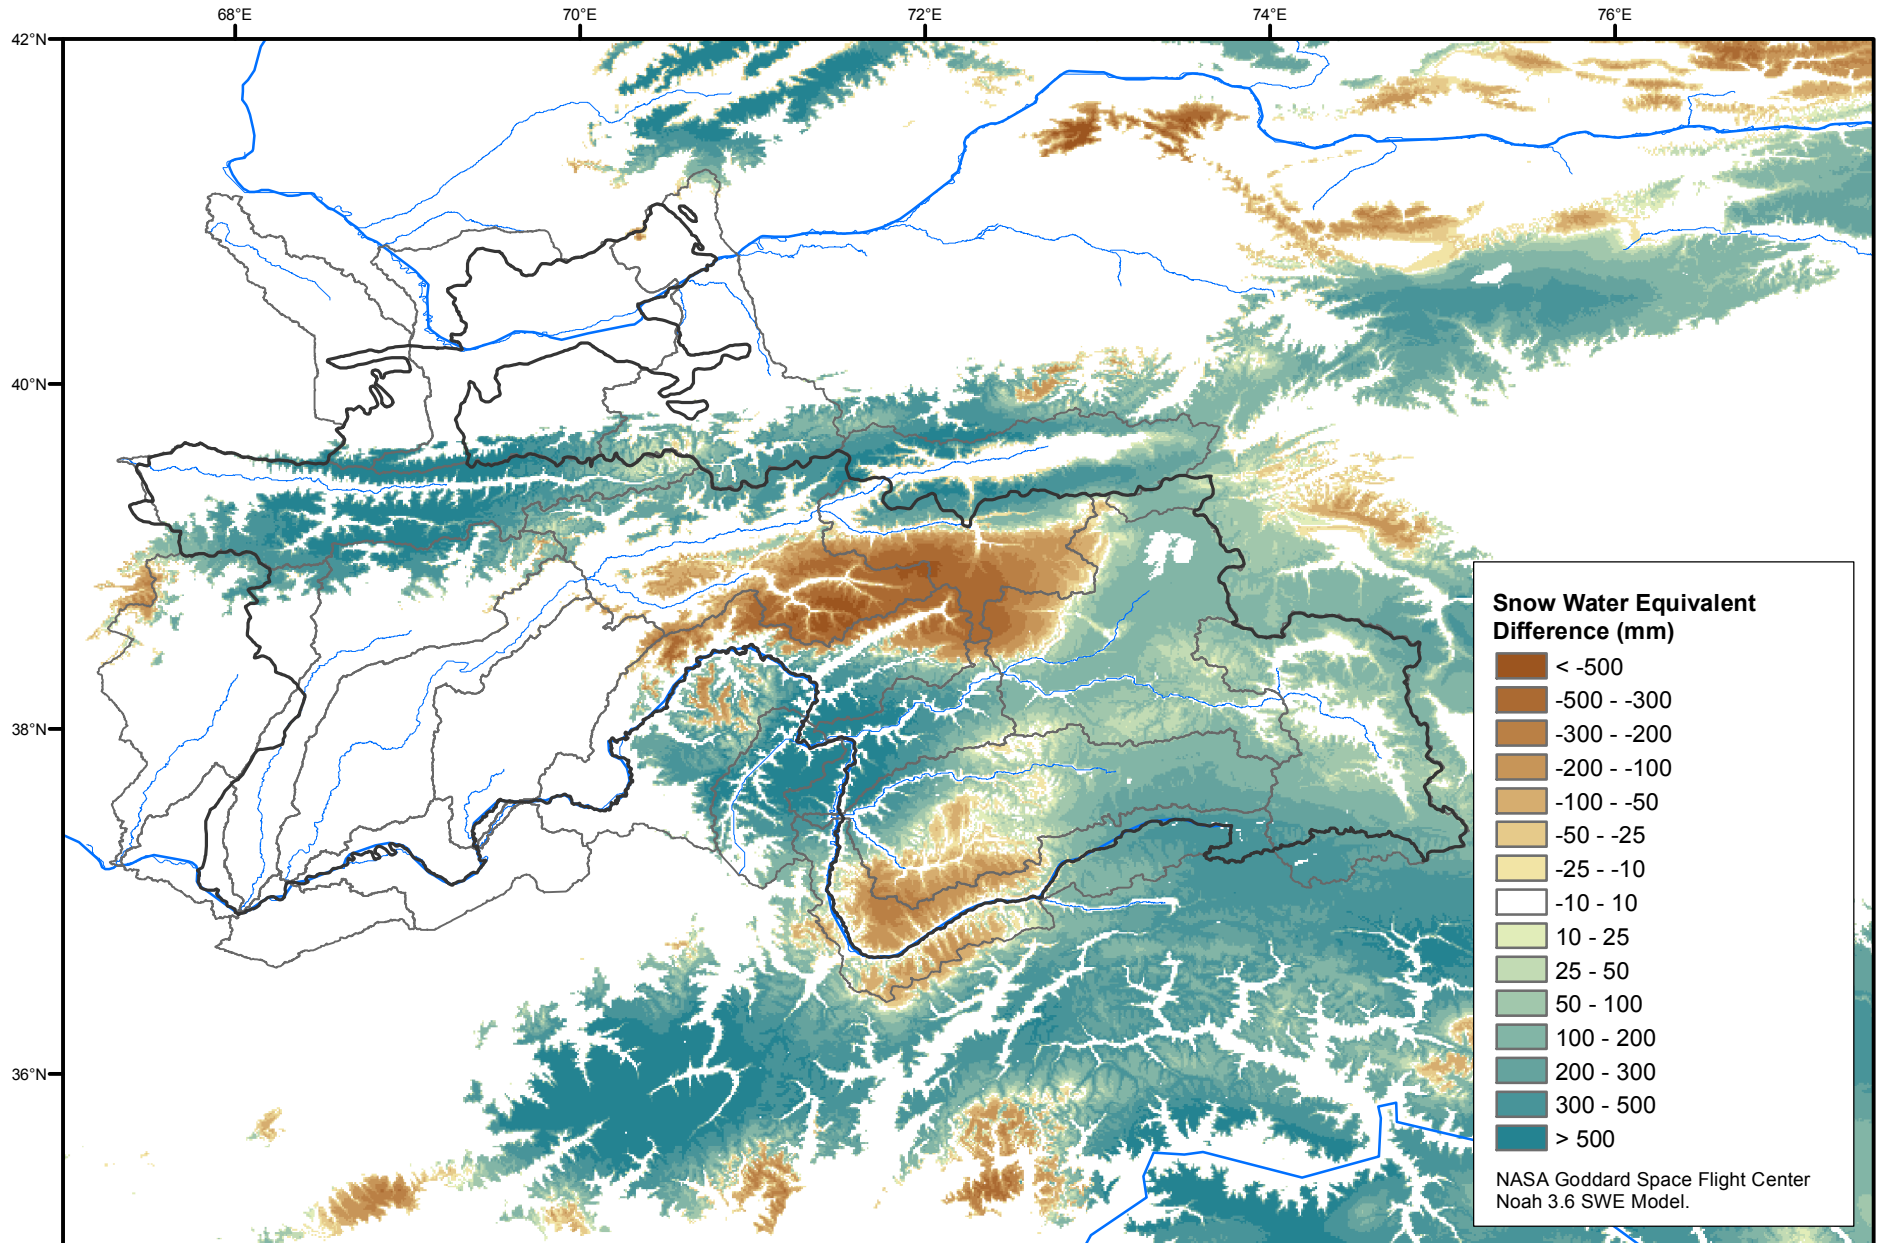 68°E 70°E 72°E 74°E 76°E
42°N
40°N
38°N
36°N
Snow Water Equivalent
Difference (mm)
< -500
-500 - -300
-300 - -200
-200 - -100
-100 - -50
-50 - -25
-25 - -10
-10 - 10
10 - 25
25 - 50
50 - 100
100 - 200
200 - 300
300 - 500
> 500
NASA Goddard Space Flight Center
Noah 3.6 SWE Model.